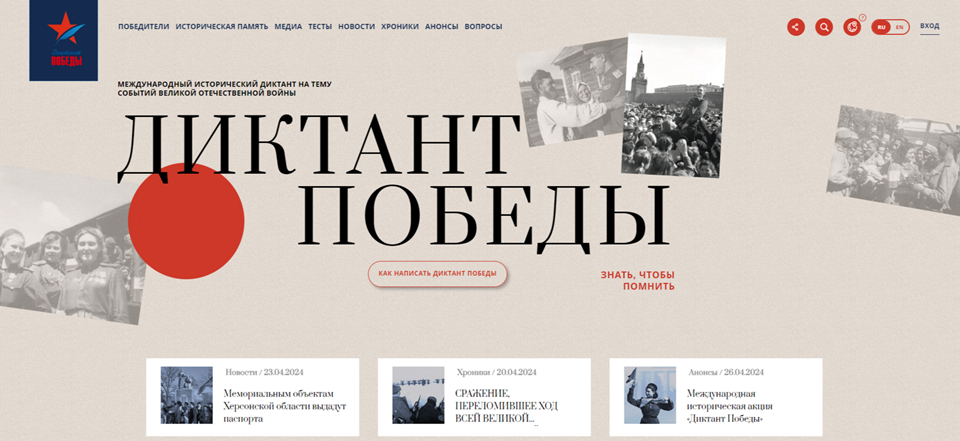 ПОБЕДИТЕЛИ ИСТОРИЧЕСКАЯ ПАМЯТЬ МЕДИА ТЕСТЫ НОВОСТИ ХРОНИКИ АНОНСЫ ВОПРОСЫ
RU EN
ВХОД
Диктант
ПОБЕДЫ
МЕЖДУНАРОДНЫЙ ИСТОРИЧЕСКИЙ ДИКТАНТ НА ТЕМУ
СОБЫТИЙ ВЕЛИКОЙ ОТЕЧЕСТВЕННОЙ ВОЙНЫ
ДИКТАНТ
ПОБЕДЫ
КАК НАПИСАТЬ ДИКТАНТ ПОБЕДЫ
ЗНАТЬ, ЧТОБЫ
ПОМНИТЬ
Новости / 23.04.2024
Мемориальным объектам
Херсонской области выдадут
паспорта
Хроники / 20.04.2024
СРАЖЕНИЕ,
ПЕРЕЛОМИВШЕЕ ХОД
ВСЕЙ ВЕЛИКОЙ...
Анонсы / 26.04.2024
Международная
историческая акция
«Диктант Победы»